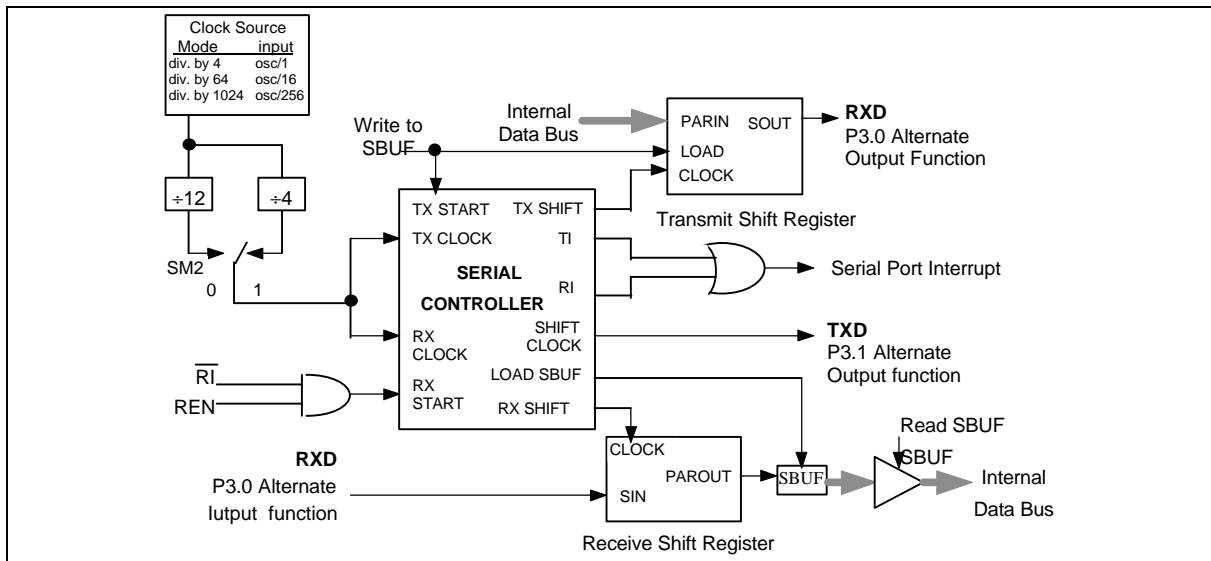 Clock Source
Mode input
div. by 4 osc/1
div. by 64 osc/16
div. by 1024 osc/256
÷12
÷4
SM2
0 1
Write to
SBUF
Internal
Data Bus
PARIN
SOUT
LOAD
CLOCK
RXD
P3.0 Alternate
Output Function
Transmit Shift Register
TX START
TX SHIFT
TX CLOCK
TI
SERIAL
CONTROLLER
RI
SHIFT
CLOCK
RX
CLOCK
LOAD SBUF
RX
START
RX SHIFT
Serial Port Interrupt
TXD
P3.1 Alternate
Output function
RI
REN
RXD
P3.0 Alternate
Iutput function
CLOCK
PAROUT
SIN
Receive Shift Register
SBUF
Read SBUF
SBUF
Internal
Data Bus